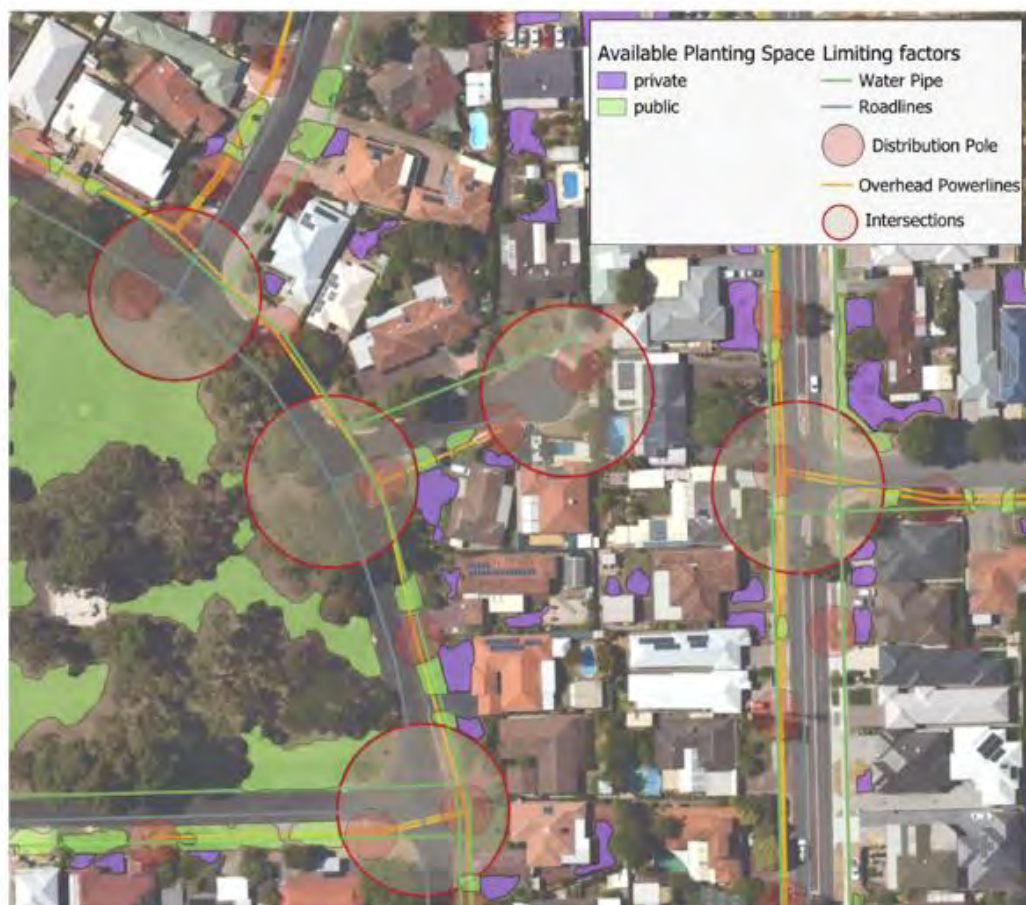 Available Planting Space
private
public
Limiting factors
Water Pipe
Roadlines
Distribution Pole
Overhead Powerlines
Intersections